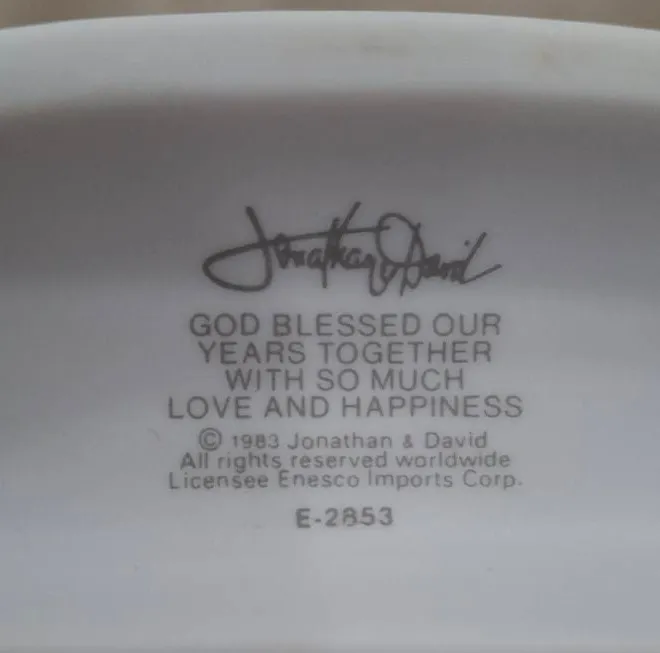 Jonathan & David
GOD BLESSED OUR
YEARS TOGETHER
WITH SO MUCH
LOVE AND HAPPINESS
© 1983 Jonathan & David
All rights reserved worldwide
Licensee Enesco Imports Corp.
E-2853